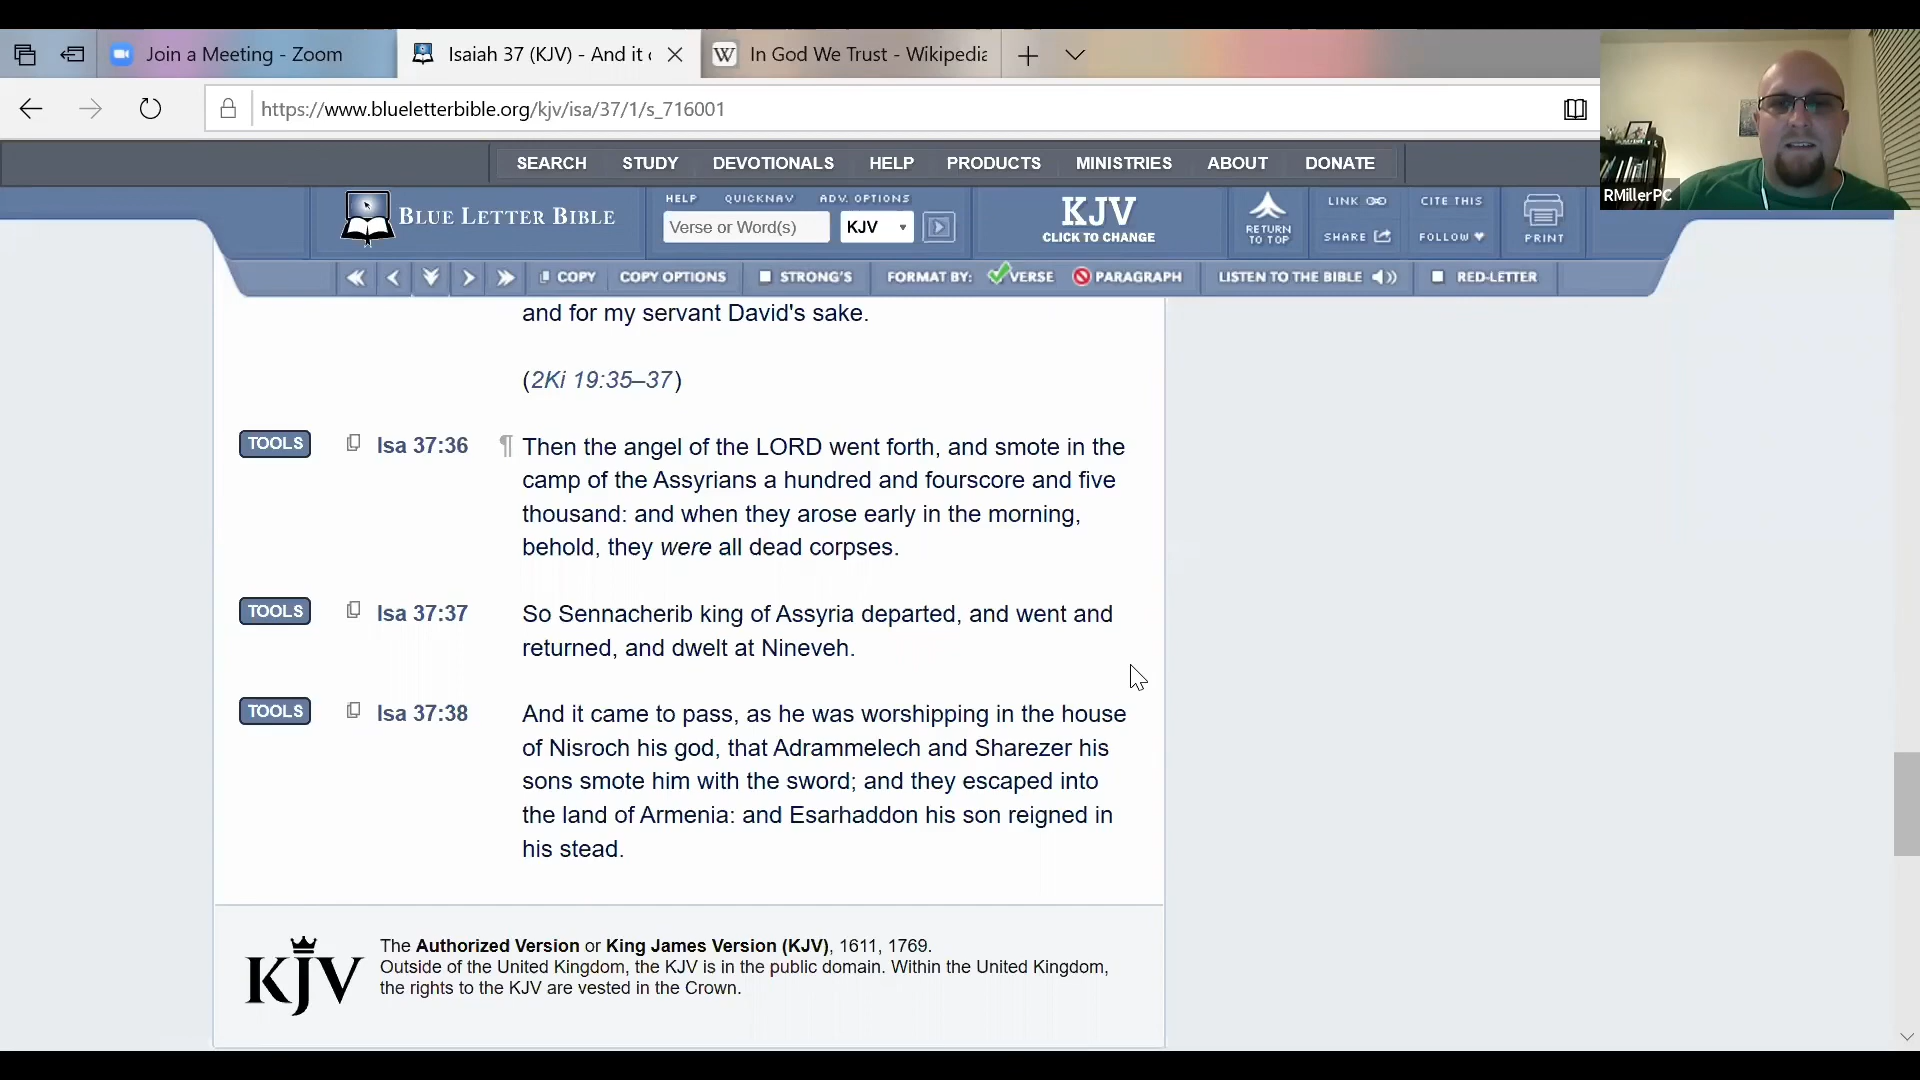 Join a Meeting - Zoom
Isaiah 37 (KJV) - And it c
W In God We Trust - Wikipedia
https://www.blueletterbible.org/kjv/isa/37/1/s_716001
SEARCH STUDY DEVOTIONALS HELP PRODUCTS MINISTRIES ABOUT DONATE
RMillerPC
BLUE LETTER BIBLE
HELP QUICKNAV ADV. OPTIONS
Verse or Word(s) KJV
KJV
CLICK TO CHANGE
RETURN
TO TOP
LINK CITE THIS
SHARE FOLLOW
PRINT
COPY COPY OPTIONS STRONG'S FORMAT BY: VERSE PARAGRAPH LISTEN TO THE BIBLE RED-LETTER
and for my servant David's sake.
(2Ki 19:35–37)
TOOLS Isa 37:36 ¶ Then the angel of the LORD went forth, and smote in the
camp of the Assyrians a hundred and fourscore and five
thousand: and when they arose early in the morning,
behold, they were all dead corpses.
TOOLS Isa 37:37 So Sennacherib king of Assyria departed, and went and
returned, and dwelt at Nineveh.
TOOLS Isa 37:38 And it came to pass, as he was worshipping in the house
of Nisroch his god, that Adrammelech and Sharezer his
sons smote him with the sword; and they escaped into
the land of Armenia: and Esarhaddon his son reigned in
his stead.
KJV
The Authorized Version or King James Version (KJV), 1611, 1769.
Outside of the United Kingdom, the KJV is in the public domain. Within the United Kingdom,
the rights to the KJV are vested in the Crown.